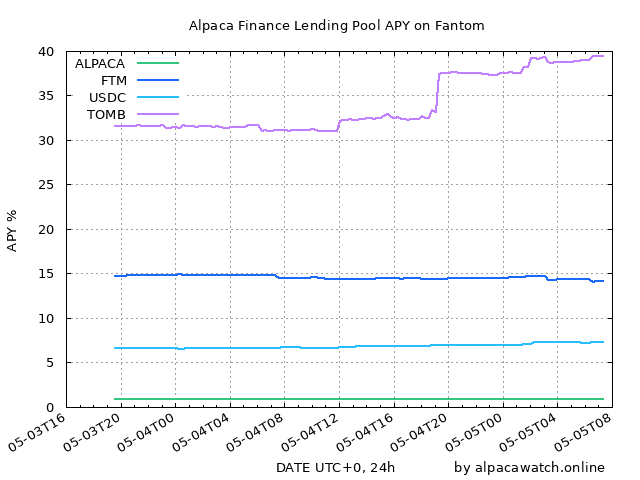 Alpaca Finance Lending Pool APY on Fantom
ALPACA
FTM
USDC
TOMB
40
35
30
25
20
15
10
5
0
APY %
05-03T16
05-03T20
05-04T00
05-04T04
05-04T08
05-04T12
05-04T16
05-04T20
05-05T00
05-05T04
05-05T08
DATE UTC+0, 24h
by alpacawatch.online